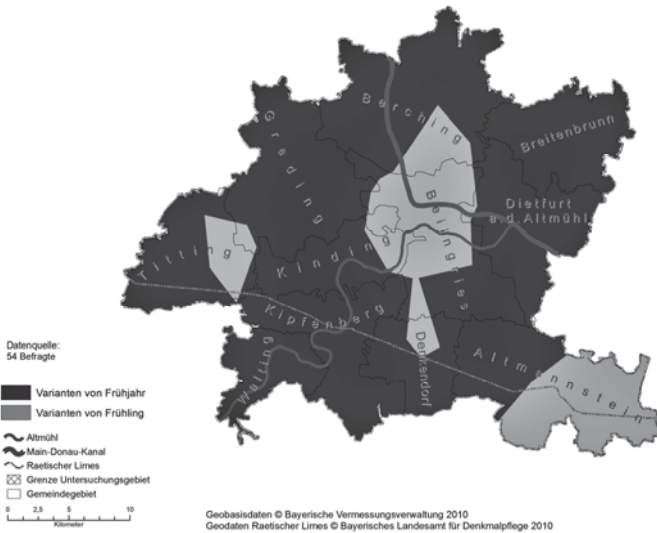 Berching
Greding
Breitenbrunn
Beilngries
Dietfurt
a.d.Altmühl
Titting
Kinding
Kipfenberg
Walting
Denkendorf
Altmannstein
Datenquelle:
54 Befragte
Varianten von Frühjahr
Varianten von Frühling
Altmühl
Main-Donau-Kanal
Raetischer Limes
Grenze Untersuchungsgebiet
Gemeindegebiet
0 2,5 5 10
Kilometer
Geobasisdaten © Bayerische Vermessungsverwaltung 2010
Geodaten Raetischer Limes © Bayerisches Landesamt für Denkmalpflege 2010